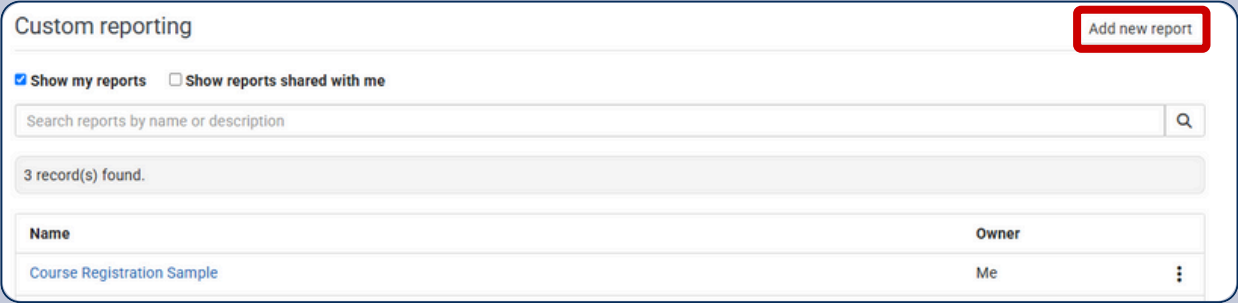 Custom reporting
Add new report
Show my reports Show reports shared with me
Search reports by name or description
3 record(s) found.
Name Owner
Course Registration Sample Me